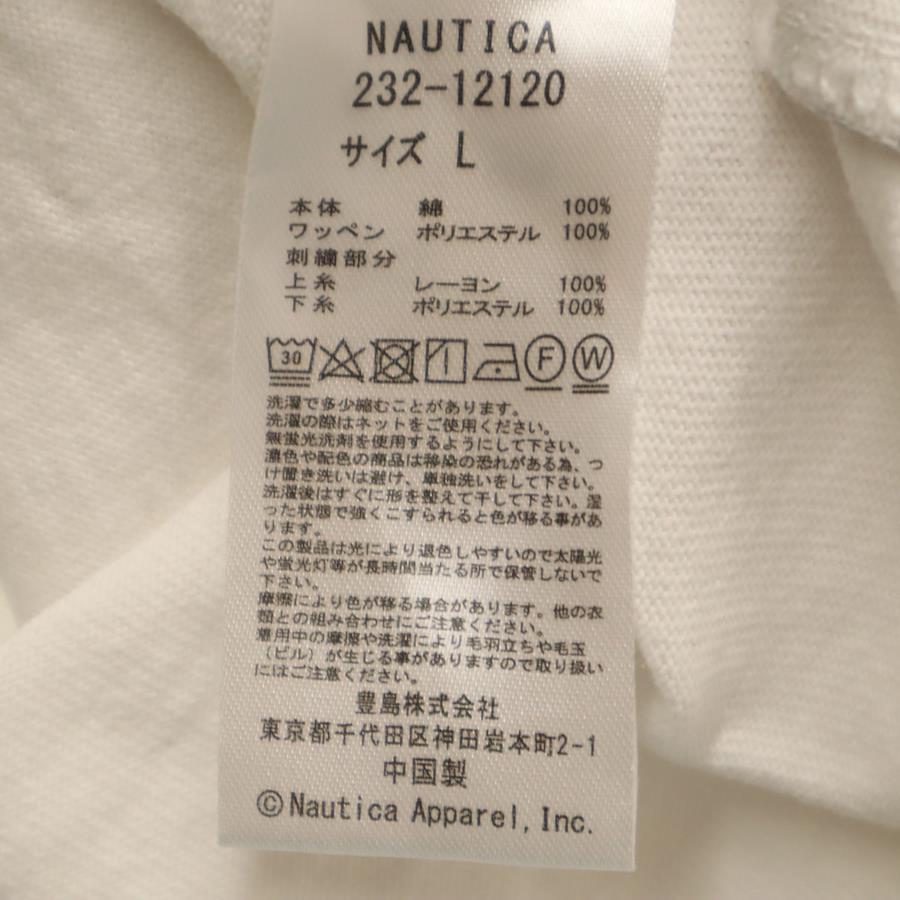 NAUTICA
232-12120
サイズ L
本体 綿 100%
ワッペン ポリエステル 100%
刺繍部分
上糸 レーヨン 100%
下糸 ポリエステル 100%
30 F W
洗濯で多少縮むことがあります。
洗濯の際はネットをご使用ください。
無蛍光洗剤を使用するようにして下さい。
濃色や配色の商品は移染の恐れがある為、つ
け置き洗いは避け、単独洗いをして下さい。
洗濯後はすぐに形を整えて干して下さい。湿
った状態で強くこすられると色が移る事があ
ります。
この製品は光により退色しやすいので太陽光
や蛍光灯等が長時間当たる所で保管しないで
下さい。
摩擦により色が移る場合があります。他の衣
類との組み合わせにご注意ください。
着用中の摩擦や洗濯により毛羽立ちや毛玉
（ピル）が生じる事がありますので取り扱い
にはご注意ください。
豊島株式会社
東京都千代田区神田岩本町2-1
中国製
©Nautica Apparel, Inc.